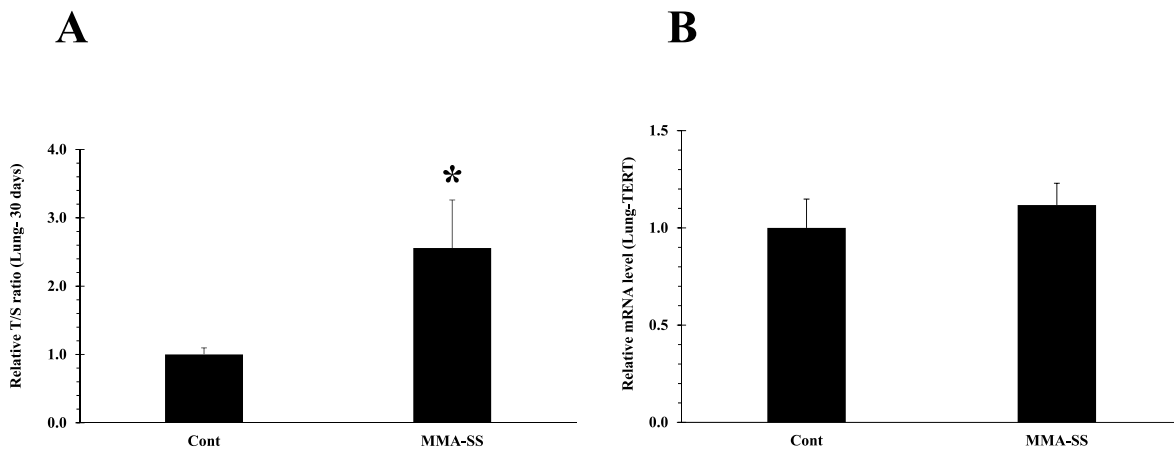 A
Relative T/S ratio (Lung- 30 days)
4.0
3.0
2.0
1.0
0.0
*
Cont
MMA-SS
B
Relative mRNA level (Lung-TERT)
1.5
1.0
0.5
0.0
Cont
MMA-SS